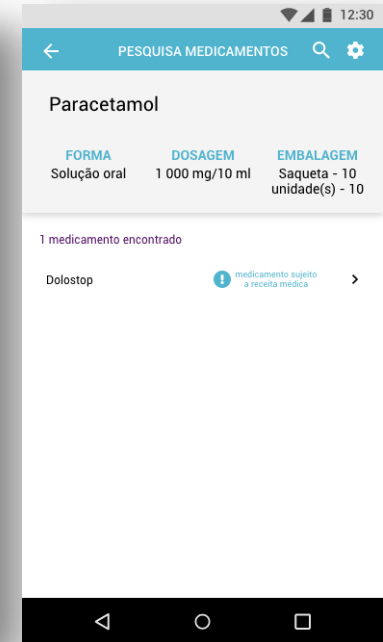 12:30
PESQUISA MEDICAMENTOS
Paracetamol
FORMA
Solução oral
DOSAGEM
1 000 mg/10 ml
EMBALAGEM
Saqueta - 10
unidade(s) - 10
1 medicamento encontrado
Dolostop
medicamento sujeito
a receita médica